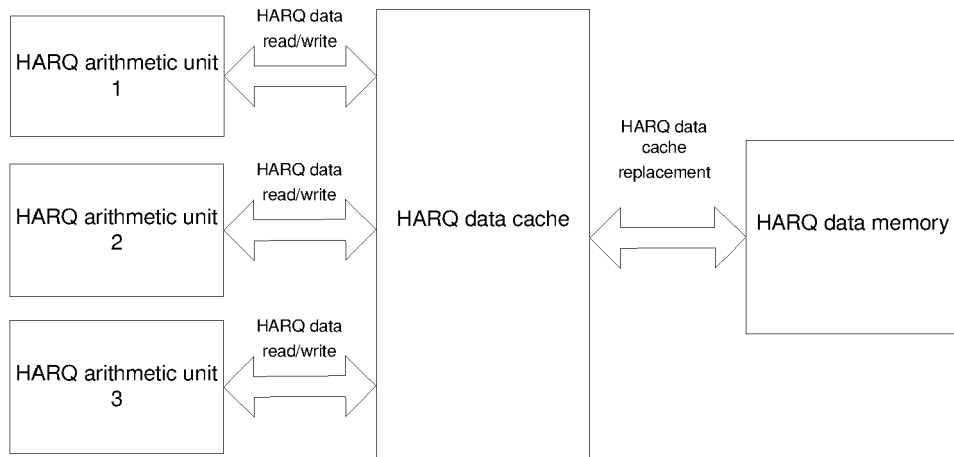 HARQ arithmetic unit
1
HARQ data
read/write
HARQ arithmetic unit
2
HARQ data
read/write
HARQ arithmetic unit
3
HARQ data
read/write
HARQ data cache
HARQ data
cache
replacement
HARQ data memory